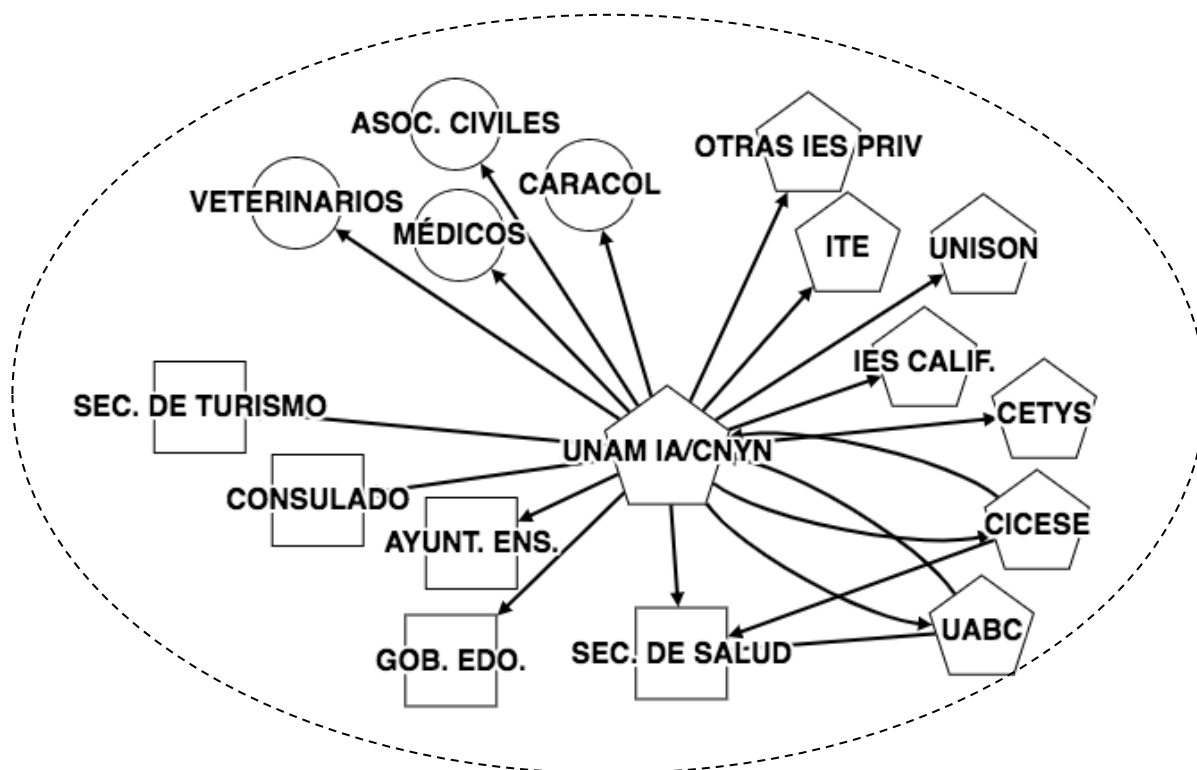 ASOC. CIVILES
OTRAS IES PRIV
CARACOL
VETERINARIOS
MÉDICOS
ITE
UNISON
IES CALIF.
SEC. DE TURISMO
CETYS
UNAM IA/CNYN
CONSULADO
CICESE
AYUNT. ENS.
UABC
SEC. DE SALUD
GOB. EDO.